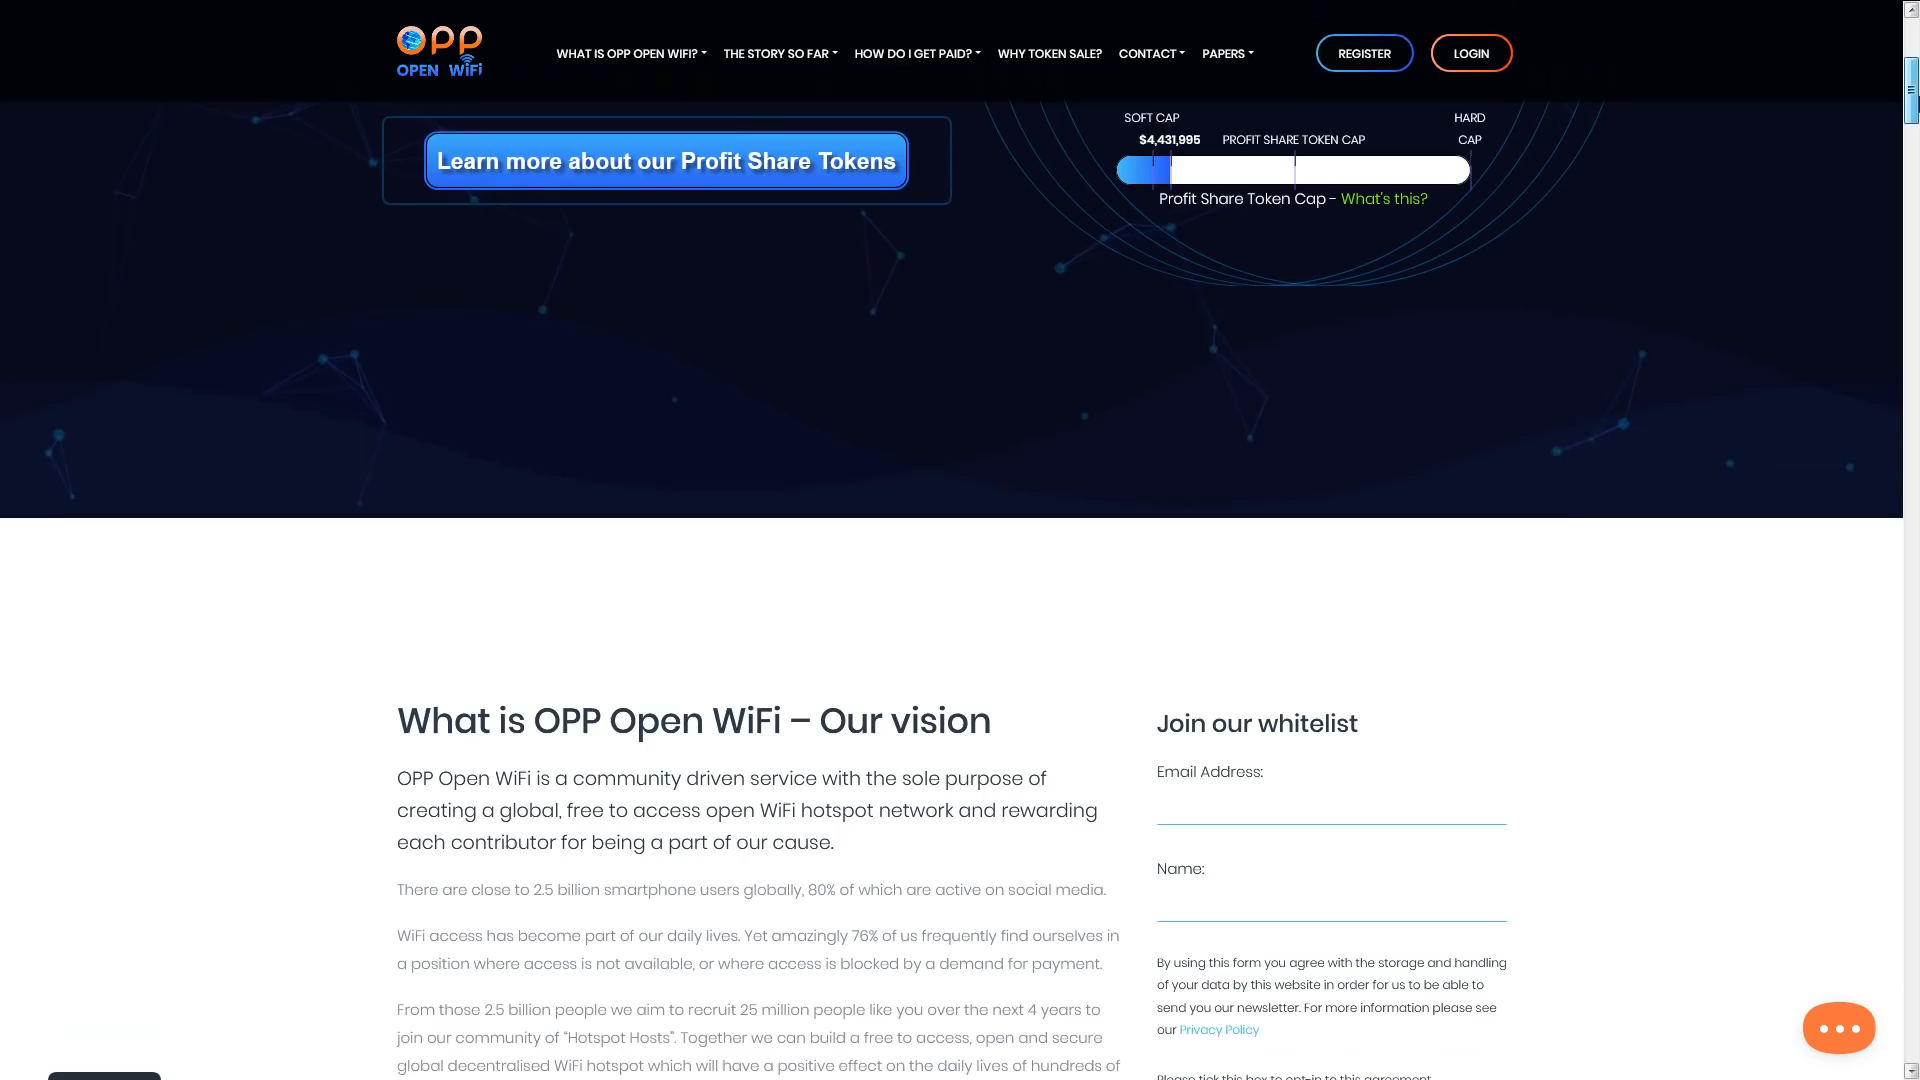 OPP
OPEN WiFi
WHAT IS OPP OPEN WIFI?
THE STORY SO FAR
HOW DO I GET PAID?
WHY TOKEN SALE?
CONTACT
PAPERS
REGISTER
LOGIN
Learn more about our Profit Share Tokens
SOFT CAP
HARD
$4,431,995
PROFIT SHARE TOKEN CAP
CAP
Profit Share Token Cap - What's this?
What is OPP Open WiFi – Our vision
OPP Open WiFi is a community driven service with the sole purpose of
creating a global, free to access open WiFi hotspot network and rewarding
each contributor for being a part of our cause.
There are close to 2.5 billion smartphone users globally, 80% of which are active on social media.
WiFi access has become part of our daily lives. Yet amazingly 76% of us frequently find ourselves in
a position where access is not available, or where access is blocked by a demand for payment.
From those 2.5 billion people we aim to recruit 25 million people like you over the next 4 years to
join our community of “Hotspot Hosts”. Together we can build a free to access, open and secure
global decentralised WiFi hotspot which will have a positive effect on the daily lives of hundreds of
Join our whitelist
Email Address:
Name:
By using this form you agree with the storage and handling
of your data by this website in order for us to be able to
send you our newsletter. For more information please see
our Privacy Policy
Please tick this box to opt-in to this agreement